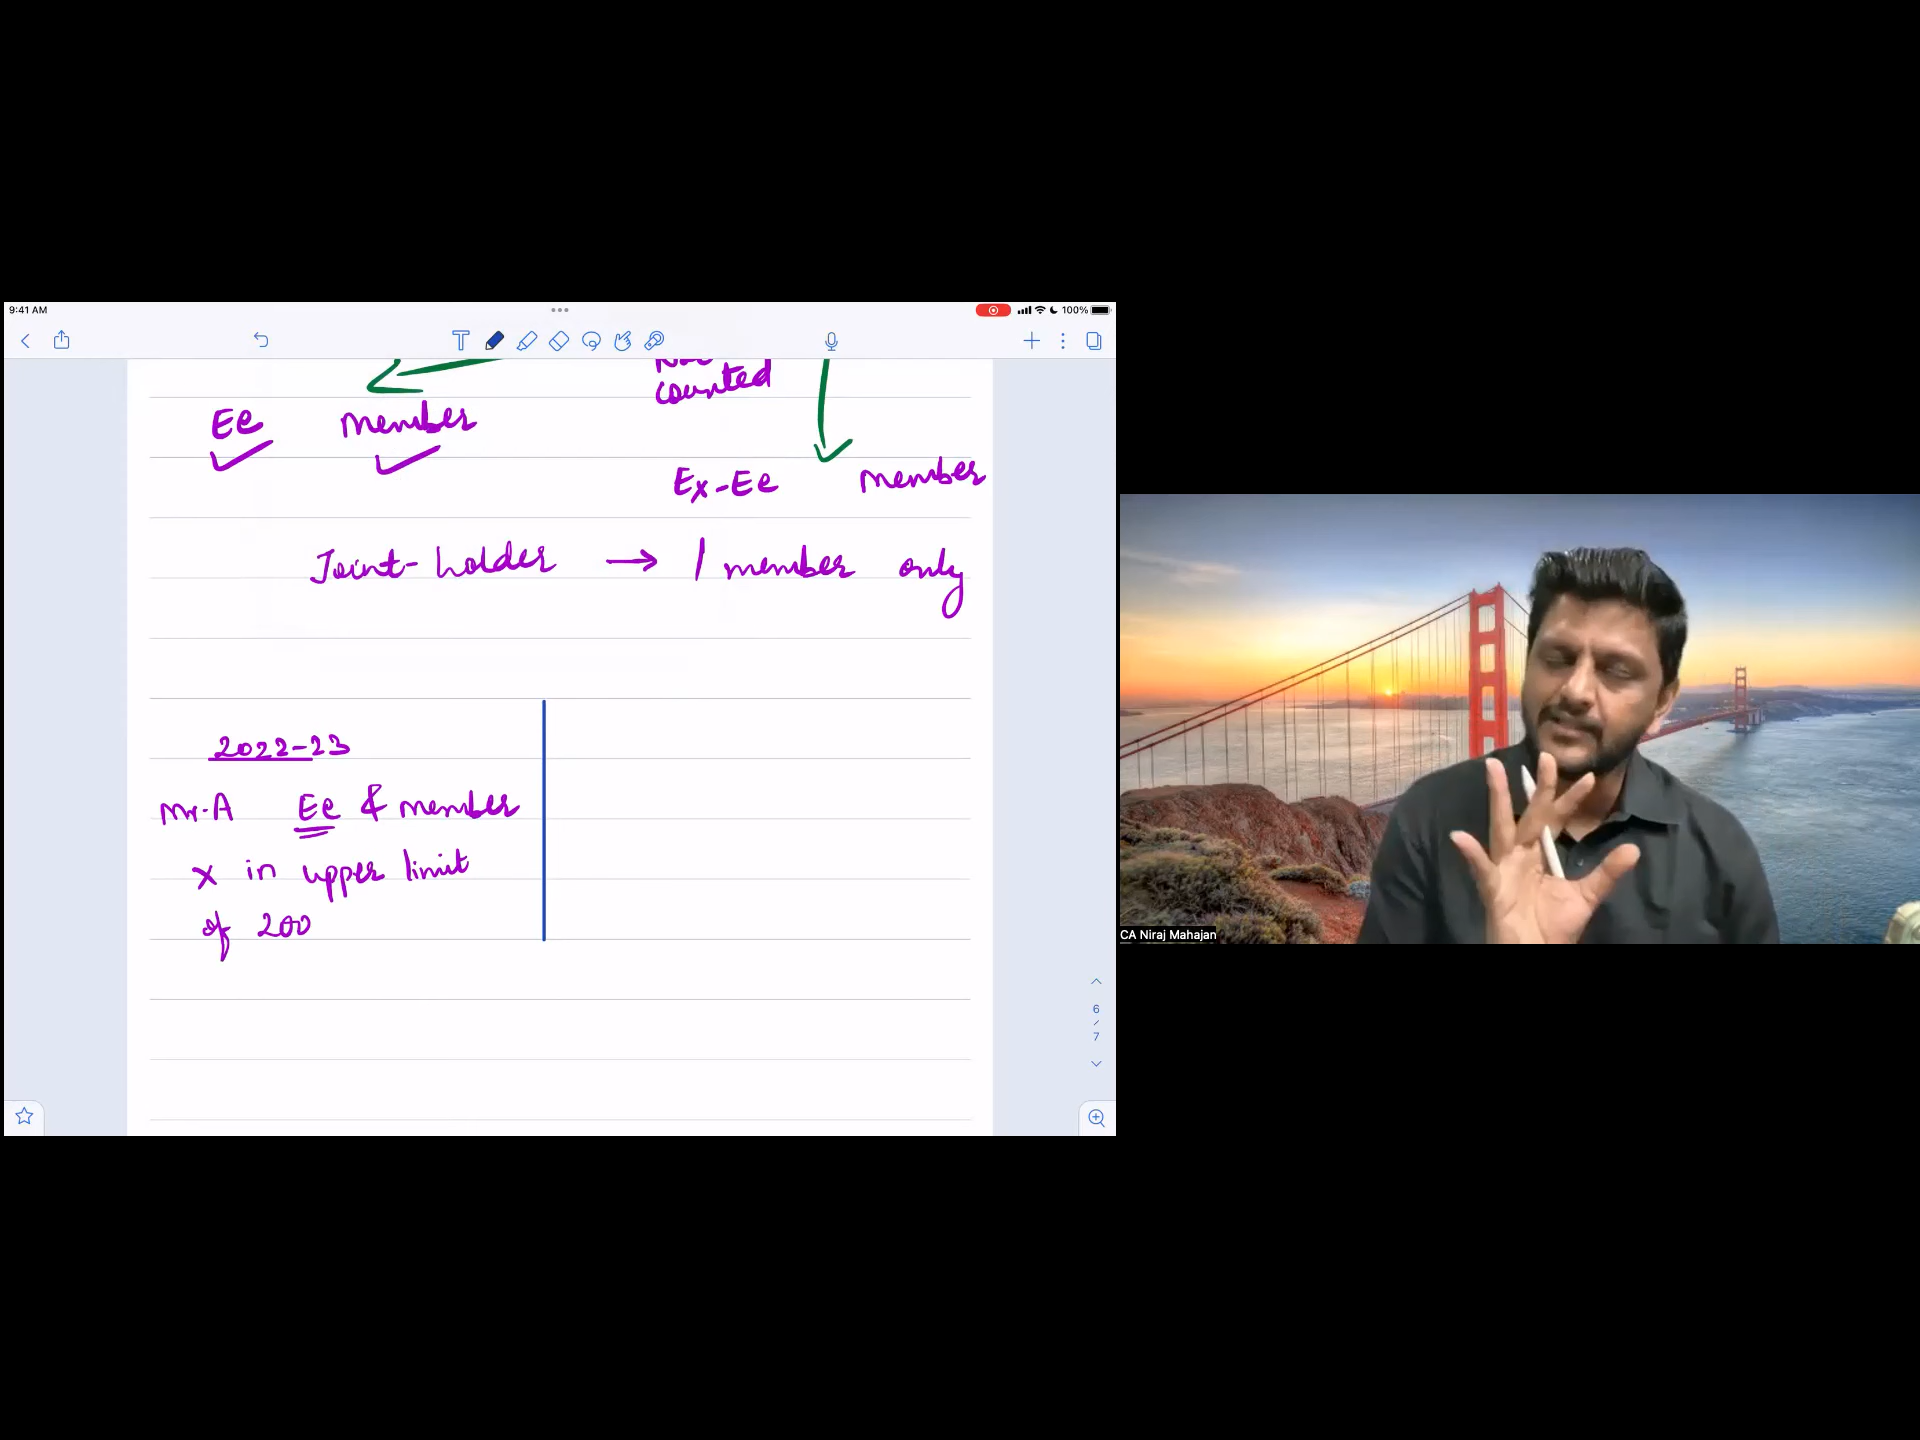 9:41 AM
100%
counted
Ee member
Ex-Ee member
Joint-holder → 1 member only
2022-23
Mr.A Ee & member
x in upper limit
of 200
6
/
7
CA Niraj Mahajan